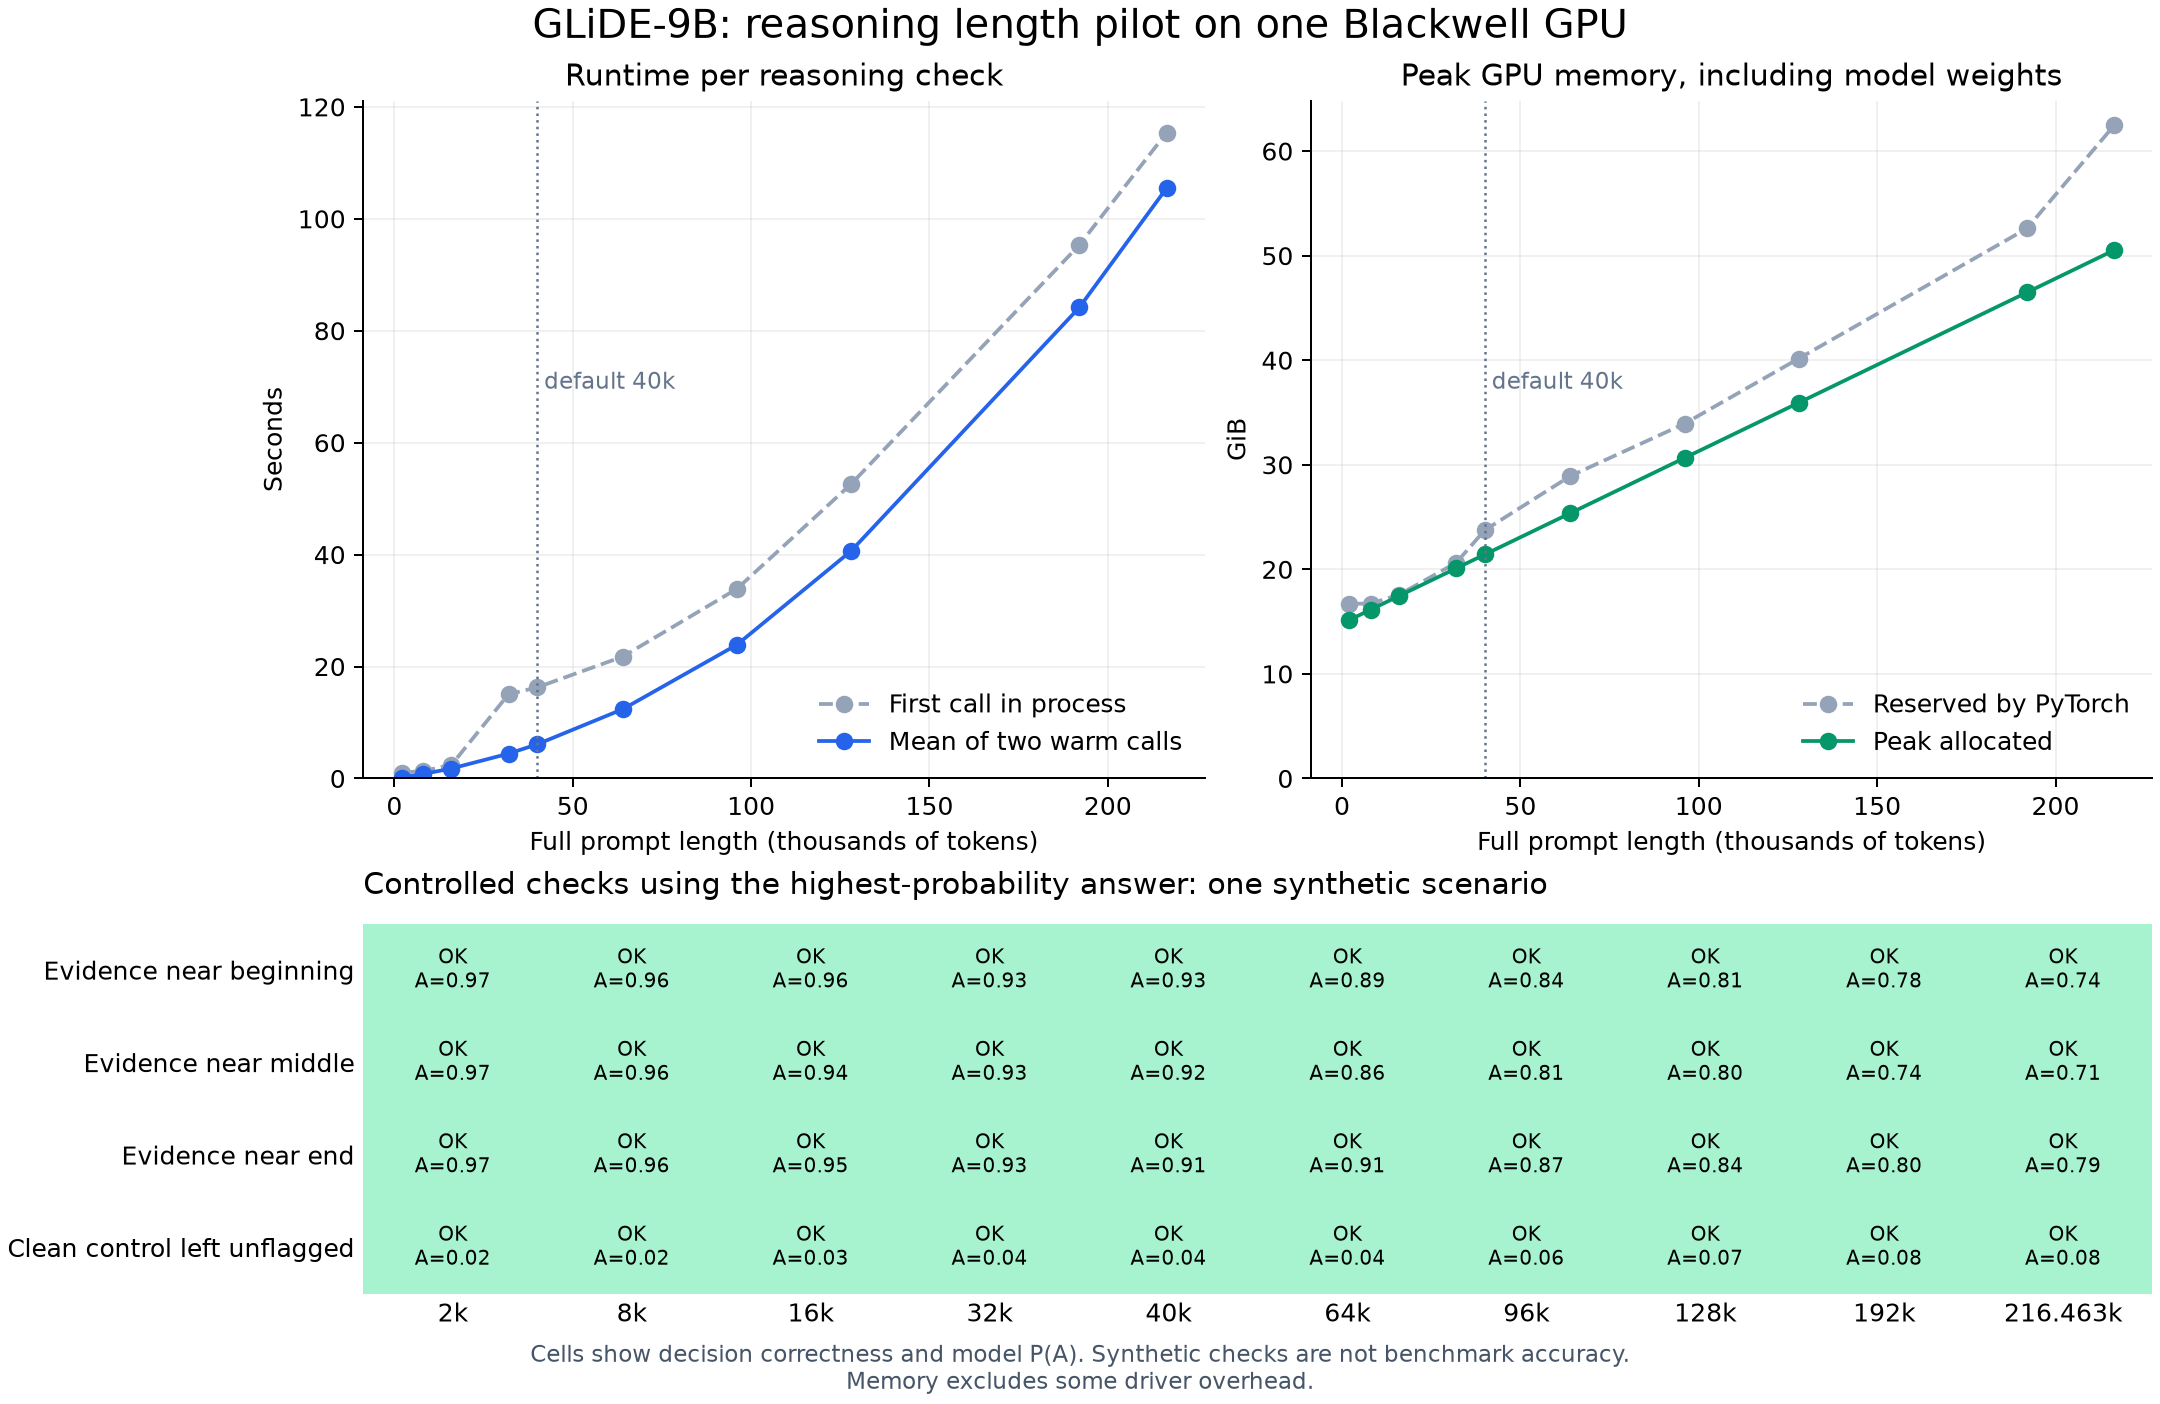 GLiDE-9B: reasoning length pilot on one Blackwell GPU
Runtime per reasoning check
120
100
80
60
40
20
0
Seconds
default 40k
First call in process
Mean of two warm calls
0 50 100 150 200
Full prompt length (thousands of tokens)
Peak GPU memory, including model weights
60
50
40
30
20
10
0
GiB
default 40k
Reserved by PyTorch
Peak allocated
0 50 100 150 200
Full prompt length (thousands of tokens)
Controlled checks using the highest-probability answer: one synthetic scenario
Evidence near beginning
OK OK OK OK OK OK OK OK OK OK
A=0.97 A=0.96 A=0.96 A=0.93 A=0.93 A=0.89 A=0.84 A=0.81 A=0.78 A=0.74
Evidence near middle
OK OK OK OK OK OK OK OK OK OK
A=0.97 A=0.96 A=0.94 A=0.93 A=0.92 A=0.86 A=0.81 A=0.80 A=0.74 A=0.71
Evidence near end
OK OK OK OK OK OK OK OK OK OK
A=0.97 A=0.96 A=0.95 A=0.93 A=0.91 A=0.91 A=0.87 A=0.84 A=0.80 A=0.79
Clean control left unflagged
OK OK OK OK OK OK OK OK OK OK
A=0.02 A=0.02 A=0.03 A=0.04 A=0.04 A=0.04 A=0.06 A=0.07 A=0.08 A=0.08
2k 8k 16k 32k 40k 64k 96k 128k 192k 216.463k
Cells show decision correctness and model P(A). Synthetic checks are not benchmark accuracy.
Memory excludes some driver overhead.